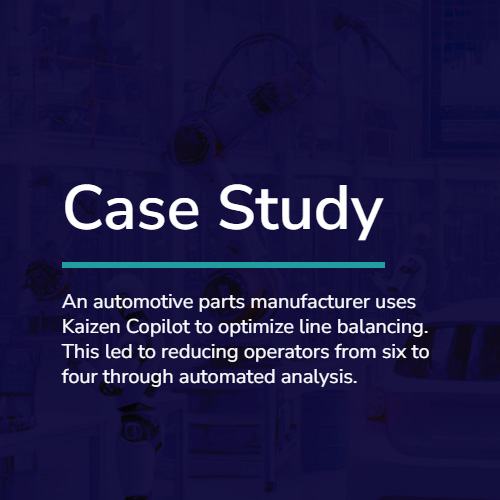 Case Study
An automotive parts manufacturer uses
Kaizen Copilot to optimize line balancing.
This led to reducing operators from six to
four through automated analysis.